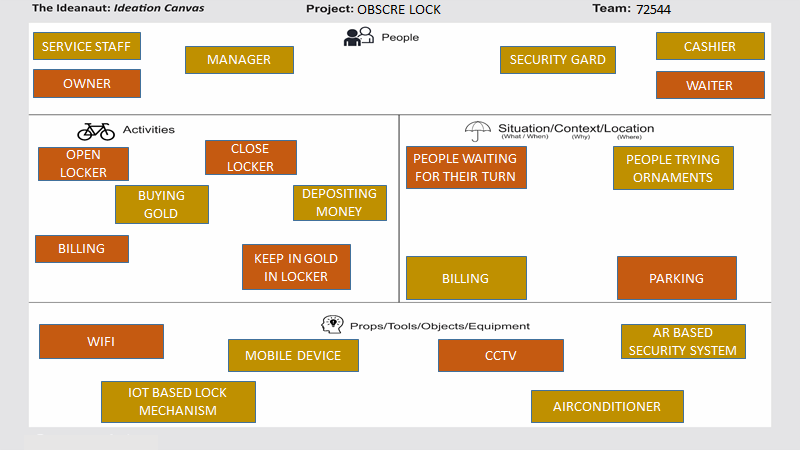 The Ideanaut: Ideation Canvas
Project: OBSCRE LOCK
Team: 72544
People
SERVICE STAFF
MANAGER
SECURITY GARD
CASHIER
OWNER
WAITER
Activities
OPEN
LOCKER
CLOSE
LOCKER
BUYING
GOLD
DEPOSITING
MONEY
BILLING
KEEP IN GOLD
IN LOCKER
Situation/Context/Location
(What / When) (Why) (Where)
PEOPLE WAITING
FOR THEIR TURN
PEOPLE TRYING
ORNAMENTS
BILLING
PARKING
Props/Tools/Objects/Equipment
WIFI
MOBILE DEVICE
CCTV
AR BASED
SECURITY SYSTEM
IOT BASED LOCK
MECHANISM
AIRCONDITIONER